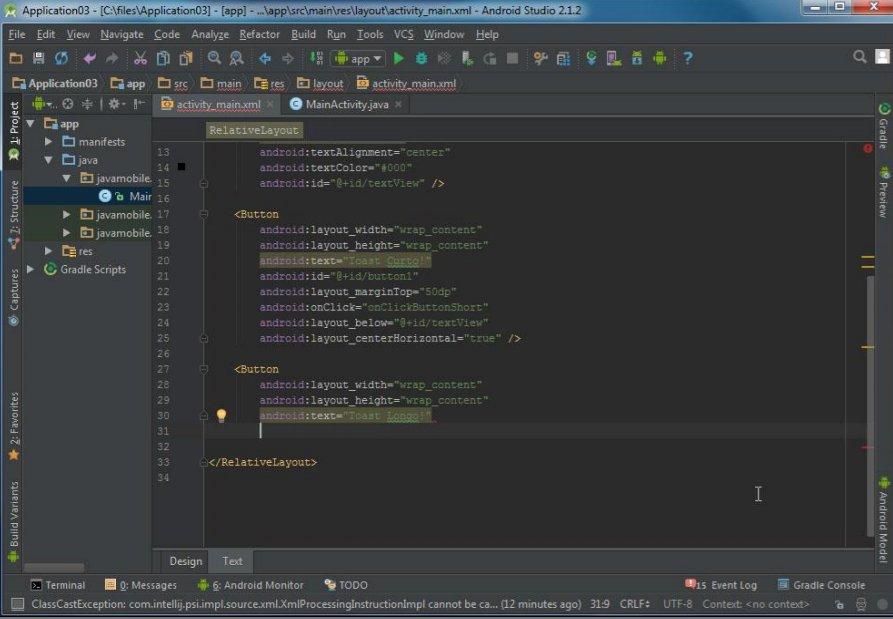 Application03 - [C:\files\Application03] - [app] - ...\app\src\main\res\layout\activity_main.xml - Android Studio 2.1.2
File Edit View Navigate Code Analyze Refactor Build Run Tools VCS Window Help
app
Application03 app src main res layout activity_main.xml
1: Project
7: Structure
Captures
2: Favorites
Build Variants
app
manifests
java
javamobile.
Mair
javamobile.
javamobile.
res
Gradle Scripts
activity_main.xml MainActivity.java
RelativeLayout
13 android:textAlignment="center"
14 android:textColor="#000"
15 android:id="@+id/textView" />
16
17 <Button
18 android:layout_width="wrap_content"
19 android:layout_height="wrap_content"
20 android:text="Toast Curto!"
21 android:id="@+id/button1"
22 android:layout_marginTop="50dp"
23 android:onClick="onClickButtonShort"
24 android:layout_below="@+id/textView"
25 android:layout_centerHorizontal="true" />
26
27 <Button
28 android:layout_width="wrap_content"
29 android:layout_height="wrap_content"
30 android:text="Toast Longo!"
31
32
33 </RelativeLayout>
34
Gradle
Preview
Android Model
Design Text
Terminal 0: Messages 6: Android Monitor TODO 15 Event Log Gradle Console
ClassCastException: com.intellij.psi.impl.source.xml.XmlProcessingInstructionImpl cannot be ca... (12 minutes ago) 31:9 CRLF÷ UTF-8 Context: <no context>